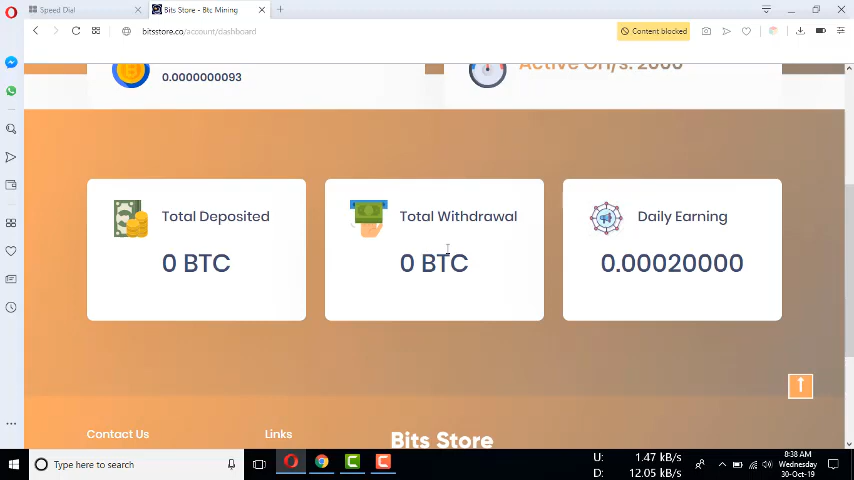 Speed Dial
Bits Store - Btc Mining
bitsstore.co/account/dashboard
Content blocked
0.0000000093
Active GH/s: 2000
Total Deposited
0 BTC
Total Withdrawal
0 BTC
Daily Earning
0.00020000
Contact Us
Links
Bits Store
Type here to search
U: 1.47 kB/s
D: 12.05 kB/s
8:38 AM
Wednesday
30-Oct-19